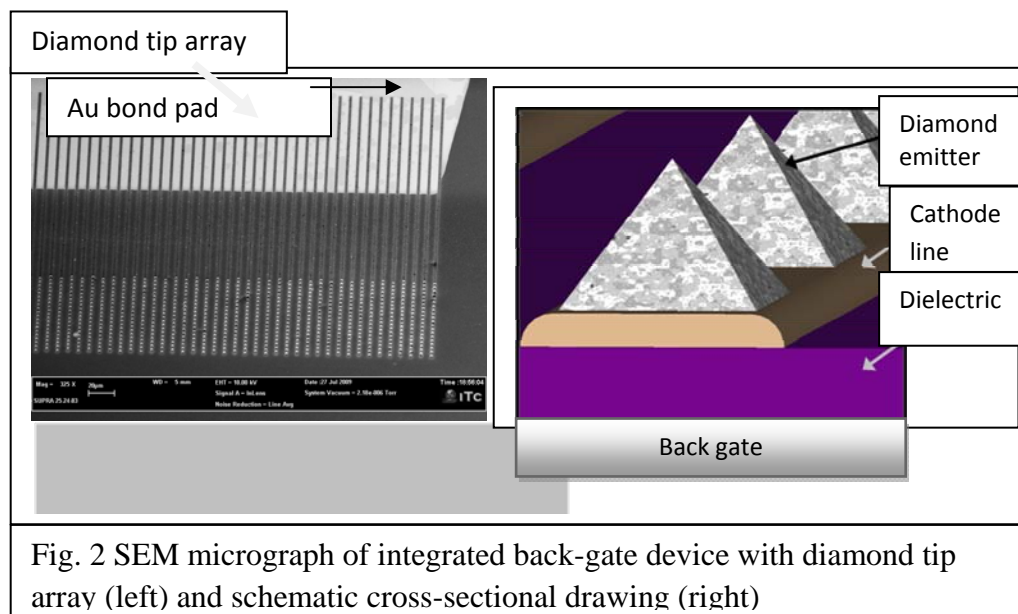 Diamond tip array
Au bond pad
Mag = 325 X
20µm
WD = 5 mm
EHT = 10.00 kV
Signal A = InLens
Noise Reduction = Line Avg
Date :27 Jul 2009
System Vacuum = 2.10e-006 Torr
Time :16:56:04
SUPRA 25-24-83
ITC
Diamond
emitter
Cathode
line
Dielectric
Back gate
Fig. 2 SEM micrograph of integrated back-gate device with diamond tip
array (left) and schematic cross-sectional drawing (right)